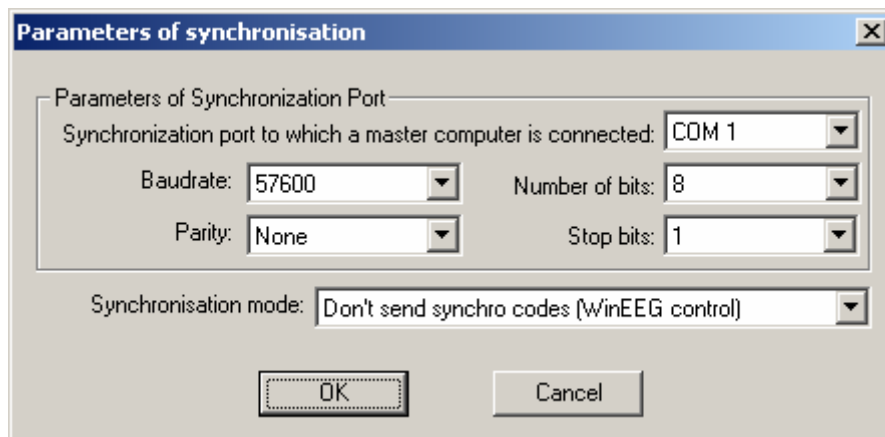 Parameters of synchronisation
Parameters of Synchronization Port
Synchronization port to which a master computer is connected: COM 1
Baudrate: 57600 Number of bits: 8
Parity: None Stop bits: 1
Synchronisation mode: Don't send synchro codes (WinEEG control)
OK Cancel